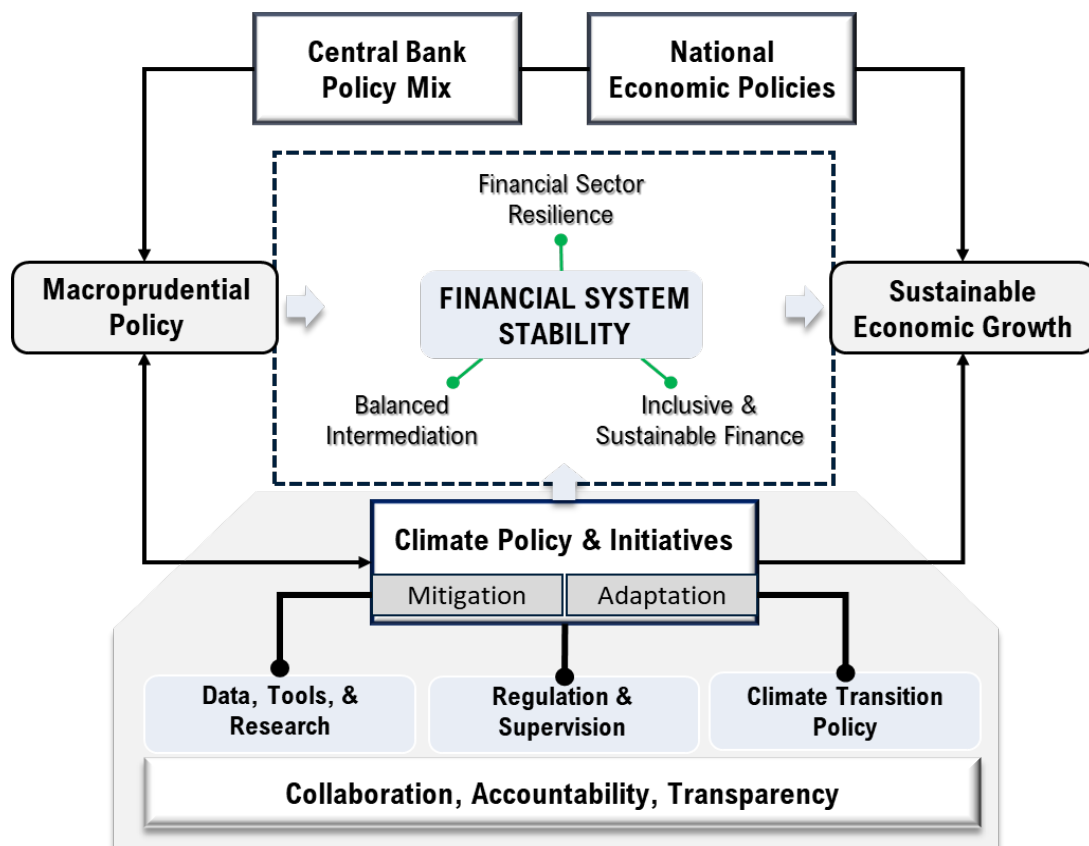 Central Bank
Policy Mix
National
Economic Policies
Financial Sector
Resilience
Macroprudential
Policy
FINANCIAL SYSTEM
STABILITY
Sustainable
Economic Growth
Balanced
Intermediation
Inclusive &
Sustainable Finance
Climate Policy & Initiatives
Mitigation
Adaptation
Data, Tools, &
Research
Regulation &
Supervision
Climate Transition
Policy
Collaboration, Accountability, Transparency